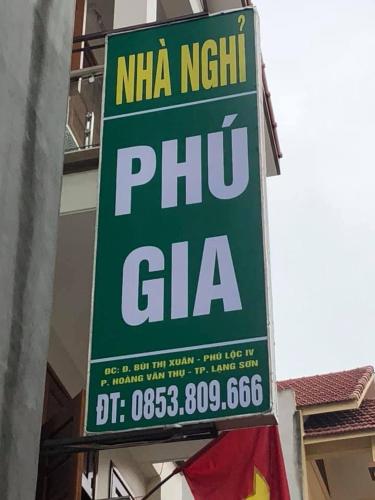 NHÀ NGHỈ
PHÚ
GIA
ĐC: Đ. BÙI THỊ XUÂN - PHÚ LỘC IV
P. HOÀNG VĂN THỤ - TP. LẠNG SƠN
ĐT: 0853.809.666